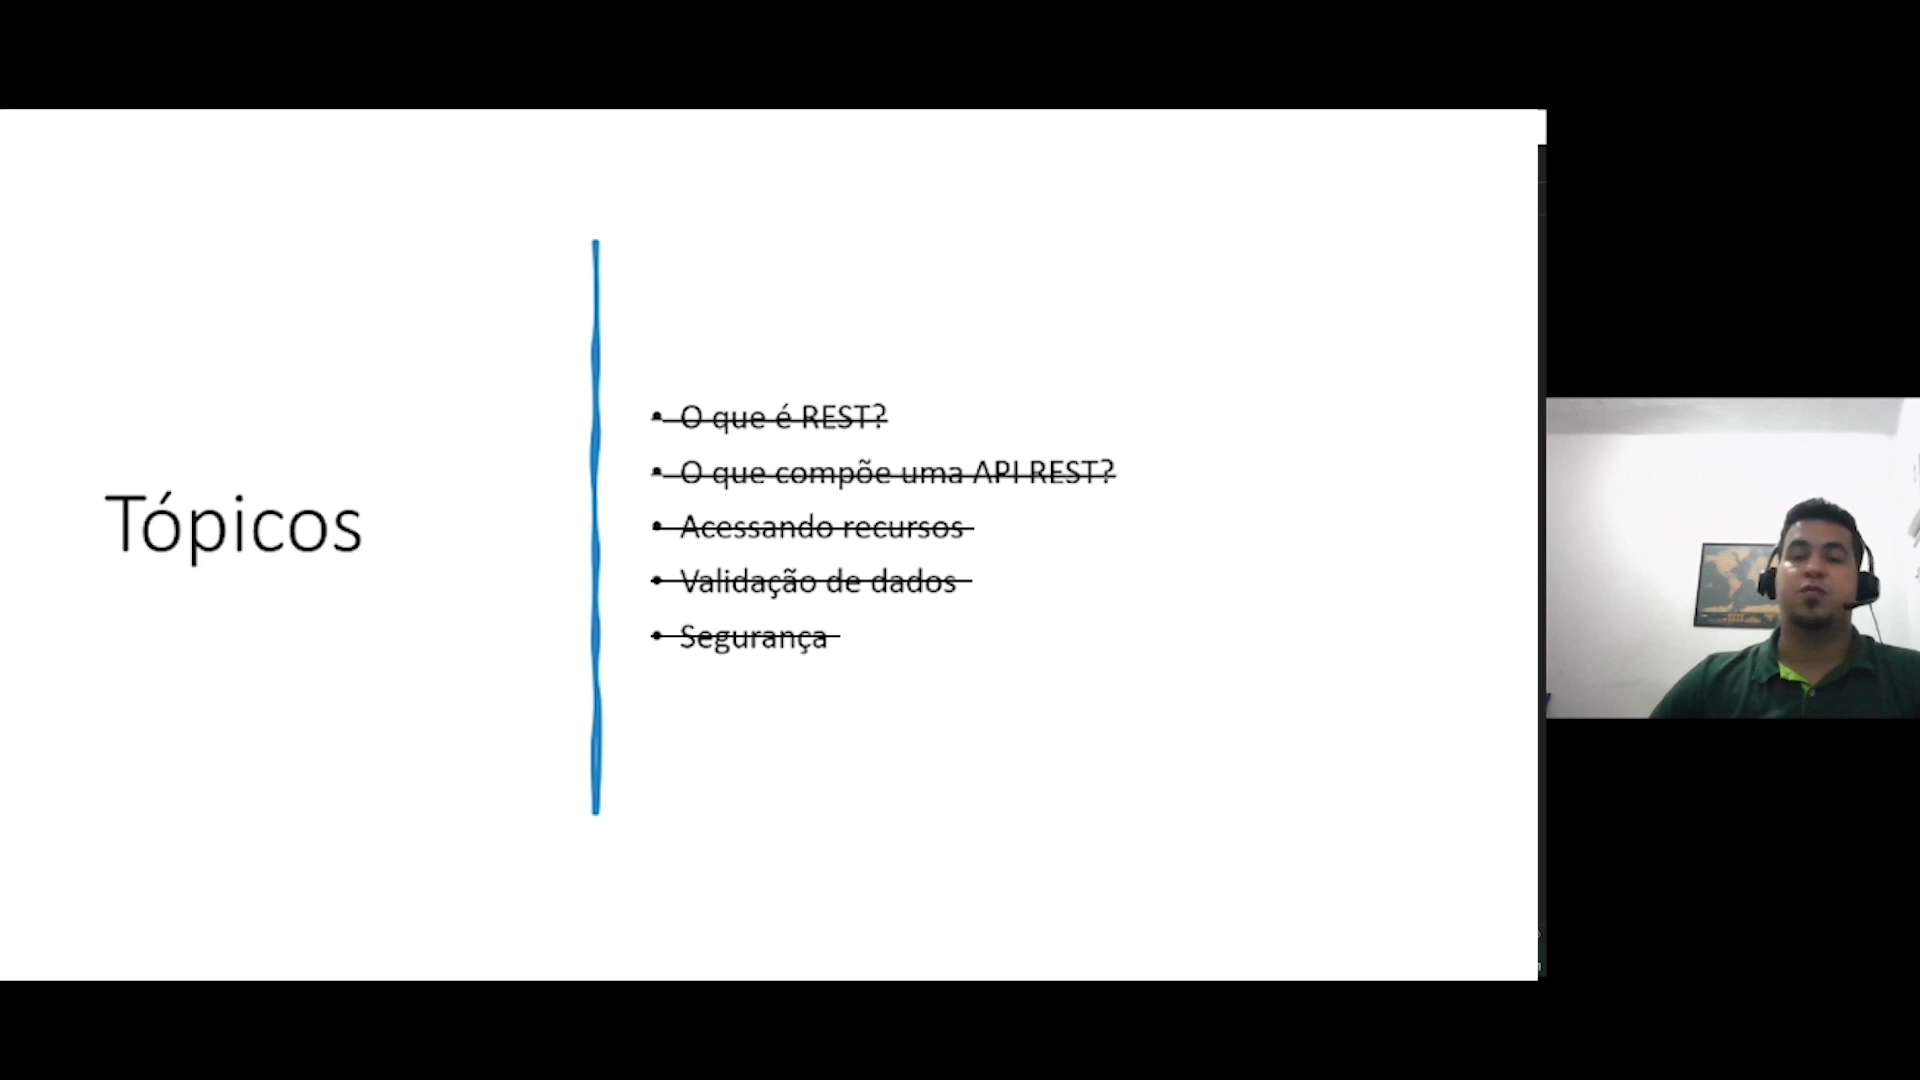 Tópicos
• O que é REST?
• O que compõe uma API REST?
• Acessando recursos
• Validação de dados
• Segurança